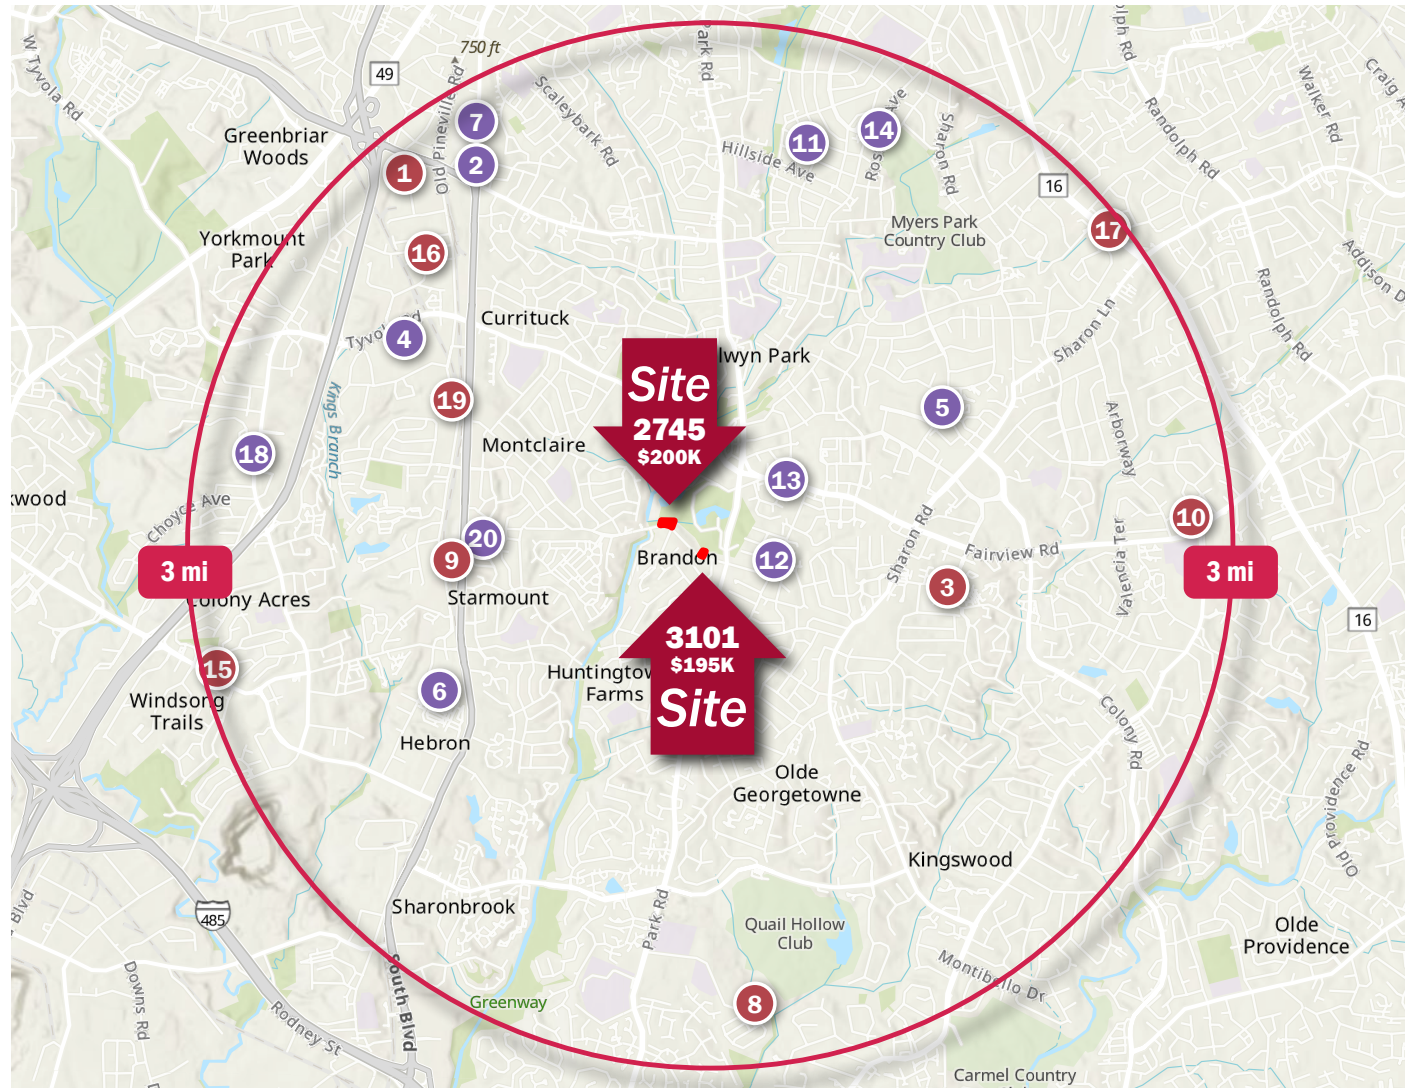 750 ft
W Tyvola Rd
49
Old Pineville Rd
Scaleybark Rd
Park Rd
Randolph Rd
Walker Rd
Greenbriar
Woods
7
2
1
11
14
Hillside Ave
Sharon Rd
16
Yorkmount
Park
16
Myers Park
Country Club
17
Addison D
Randolph Rd
Currituck
4
Sharon Ln
Site
2745
$200K
lwyn Park
19
5
Arborway
Kings Branch
Montclaire
18
13
kwood
Choyce Ave
20
9
Brandon
12
Sharon Rd
Fairview Rd
10
Valencia Ter
3 mi
3 mi
3
Colony Acres
Starmount
16
15
Windsong
Trails
6
Huntingtow
Farms
3101
$195K
Site
Hebron
Colony Rd
Olde
Georgetowne
Old Providence Rd
Kingswood
Blvd
485
Sharonbrook
Park Rd
Quail Hollow
Club
Olde
Providence
Montibello Dr
Downs Rd
South Blvd
Greenway
8
Rodney St
Carmel Country